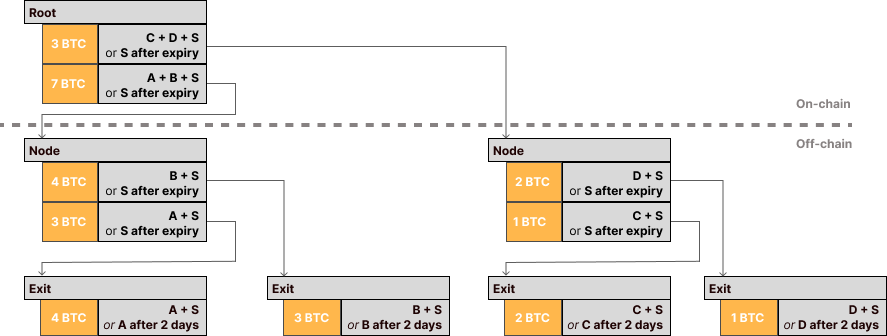 Root
3 BTC
C + D + S
or S after expiry
7 BTC
A + B + S
or S after expiry
On-chain
Off-chain
Node
4 BTC
B + S
or S after expiry
3 BTC
A + S
or S after expiry
Node
2 BTC
D + S
or S after expiry
1 BTC
C + S
or S after expiry
Exit
4 BTC
A + S
or A after 2 days
Exit
3 BTC
B + S
or B after 2 days
Exit
2 BTC
C + S
or C after 2 days
Exit
1 BTC
D + S
or D after 2 days